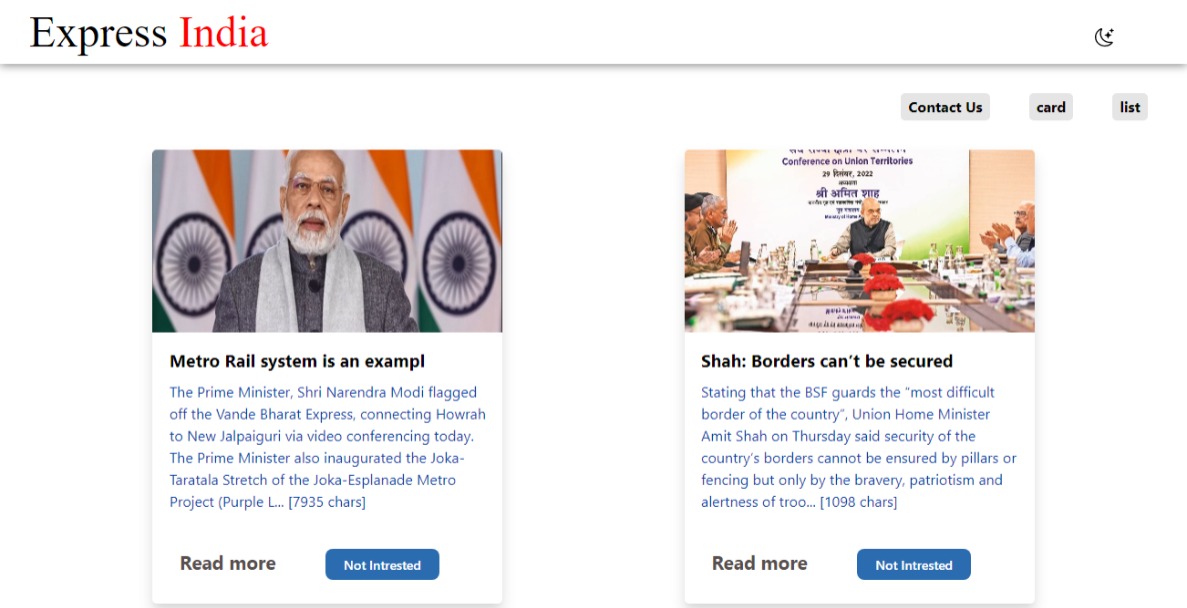 Express India
Contact Us
card
list
Conference on Union Territories
29 दिसंबर, 2022
अध्यक्षता
श्री अमित शाह
Metro Rail system is an exampl
The Prime Minister, Shri Narendra Modi flagged
off the Vande Bharat Express, connecting Howrah
to New Jalpaiguri via video conferencing today.
The Prime Minister also inaugurated the Joka-
Taratala Stretch of the Joka-Esplanade Metro
Project (Purple L... [7935 chars]
Read more
Not Intrested
Shah: Borders can’t be secured
Stating that the BSF guards the “most difficult
border of the country”, Union Home Minister
Amit Shah on Thursday said security of the
country’s borders cannot be ensured by pillars or
fencing but only by the bravery, patriotism and
alertness of troo... [1098 chars]
Read more
Not Intrested